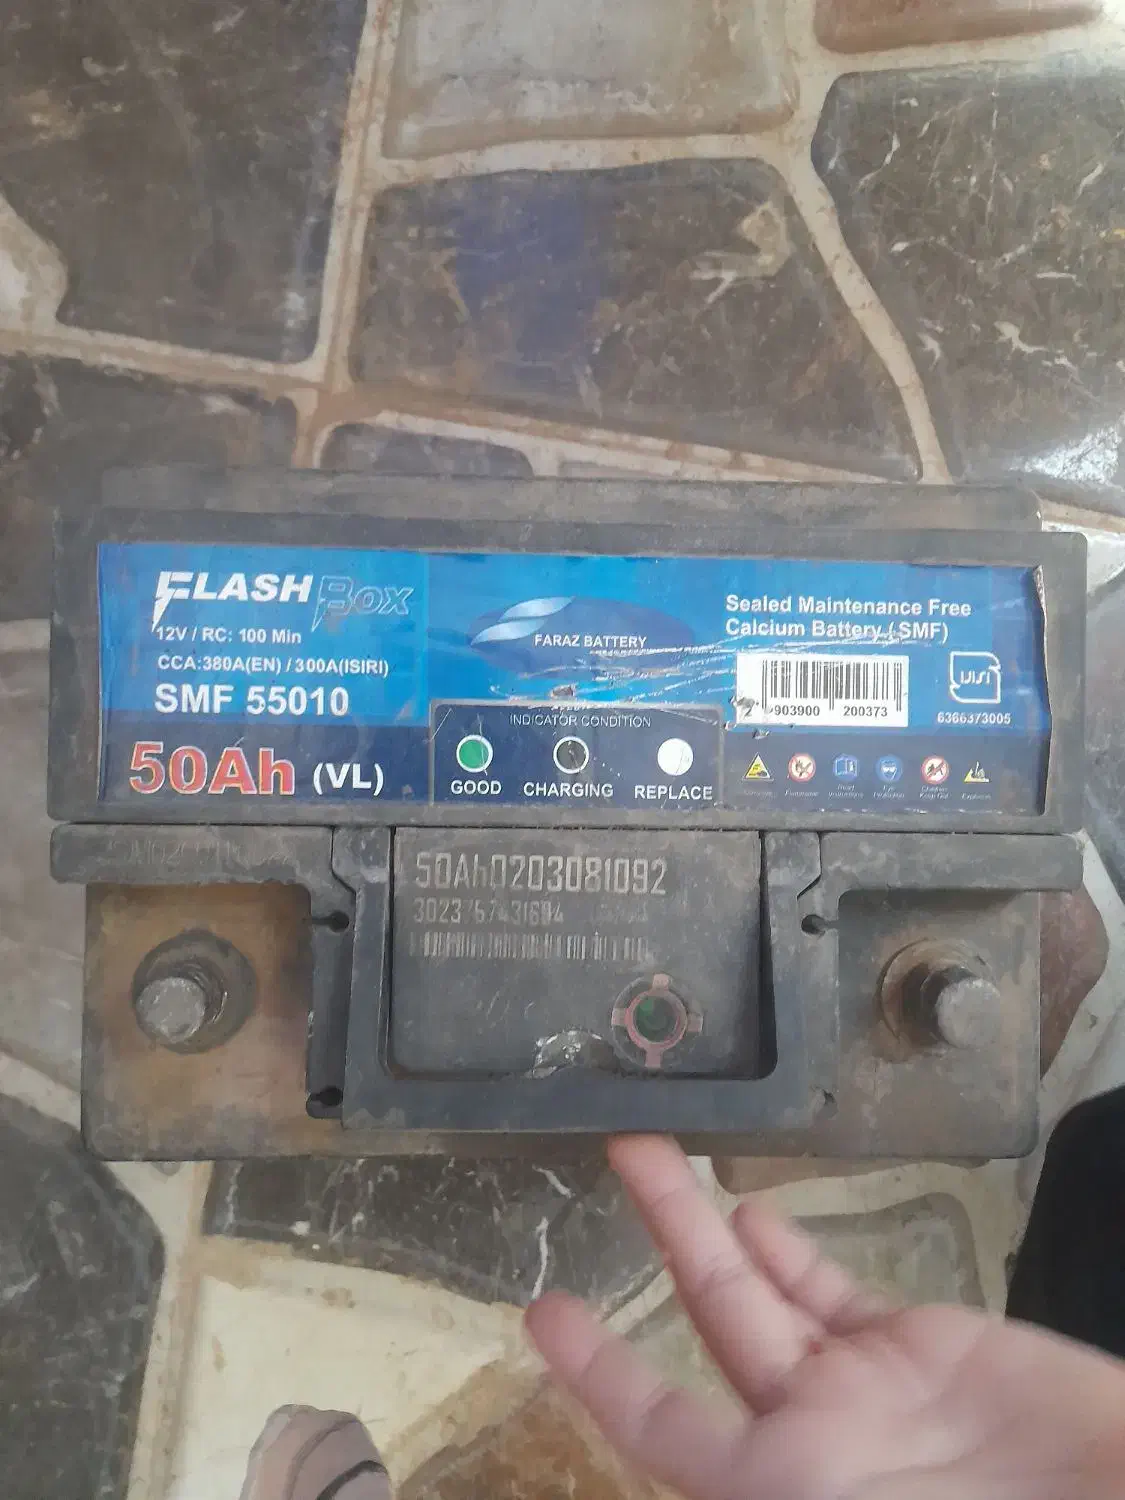 FLASH Box
12V / RC: 100 Min
CCA:380A(EN) / 300A(ISIRI)
SMF 55010
50Ah (VL)
FARAZ BATTERY
INDICATOR CONDITION
GOOD CHARGING REPLACE
Sealed Maintenance Free
Calcium Battery (SMF)
903900 200373
6366373005
50Ah0203081092